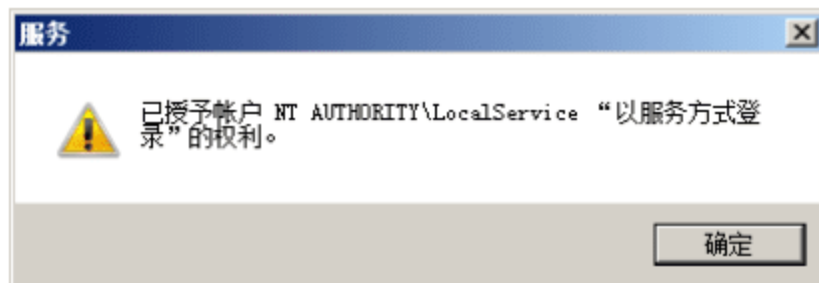 服务
已授予帐户 NT AUTHORITY\LocalService “以服务方式登
录”的权利。
确定